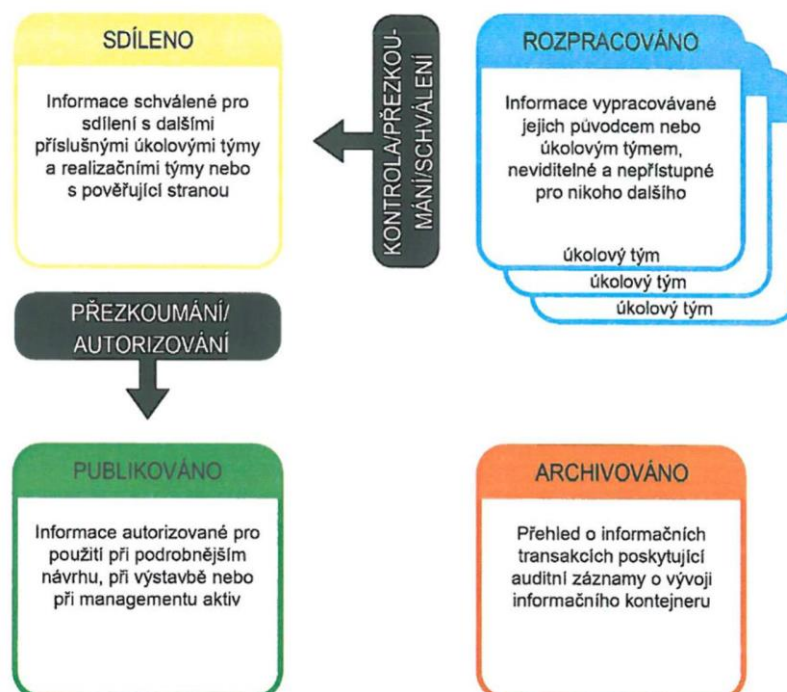 SDÍLENO
Informace schválené pro
sdílení s dalšími
příslušnými úkolovými týmy
a realizačními týmy nebo
s pověřující stranou
KONTROLA/PŘEZKOU-
MÁNÍ/SCHVÁLENÍ
ROZPRACOVÁNO
Informace vypracovávané
jejich původcem nebo
úkolovým týmem,
neviditelné a nepřístupné
pro nikoho dalšího
úkolový tým
úkolový tým
úkolový tým
PŘEZKOUMÁNÍ/
AUTORIZOVÁNÍ
PUBLIKOVÁNO
Informace autorizované pro
použití při podrobnějším
návrhu, při výstavbě nebo
při managementu aktiv
ARCHIVOVÁNO
Přehled o informačních
transakcích poskytující
auditní záznamy o vývoji
informačního kontejneru